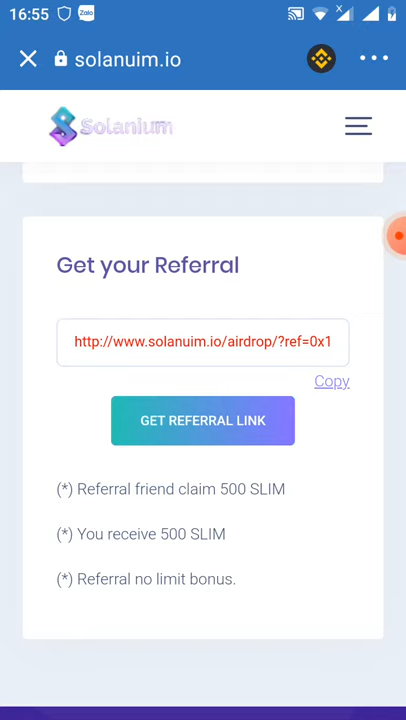 16:55
Zalo
solanuim.io
Solanium
Get your Referral
http://www.solanuim.io/airdrop/?ref=0x1
Copy
GET REFERRAL LINK
(*) Referral friend claim 500 SLIM
(*) You receive 500 SLIM
(*) Referral no limit bonus.